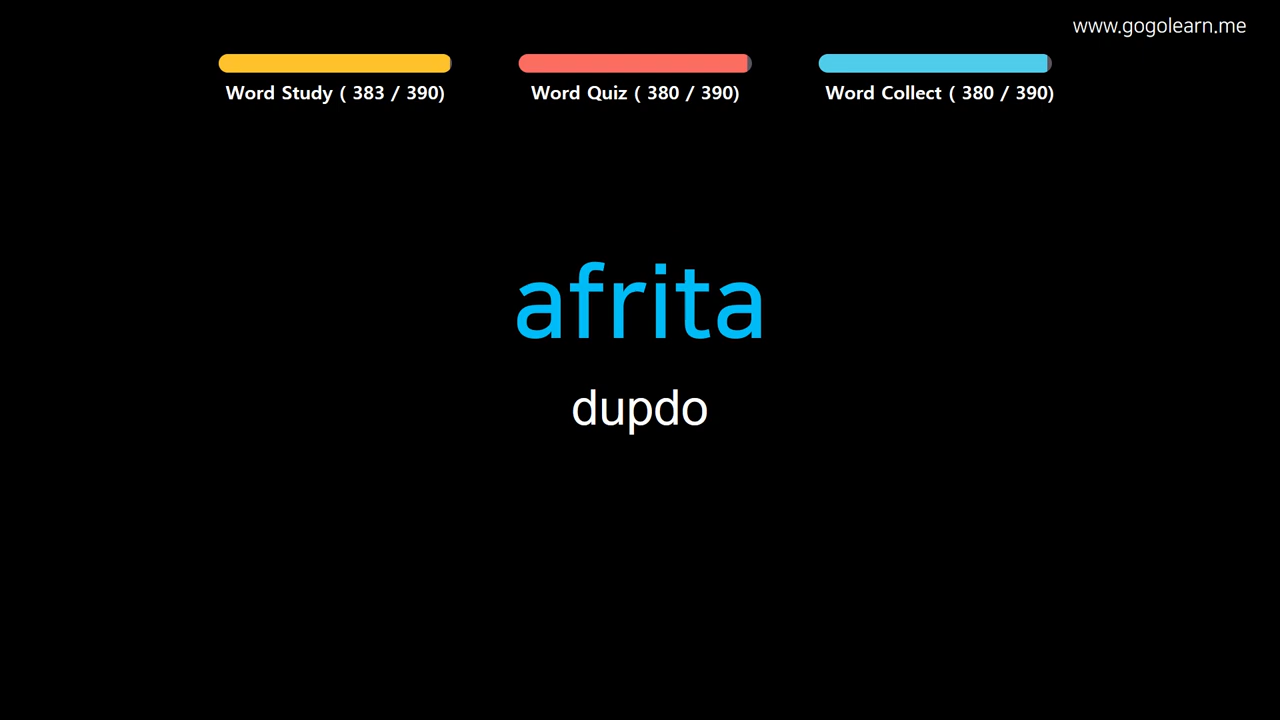 www.gogolearn.me
Word Study ( 383 / 390)
Word Quiz ( 380 / 390)
Word Collect ( 380 / 390)
afrita
dupdo